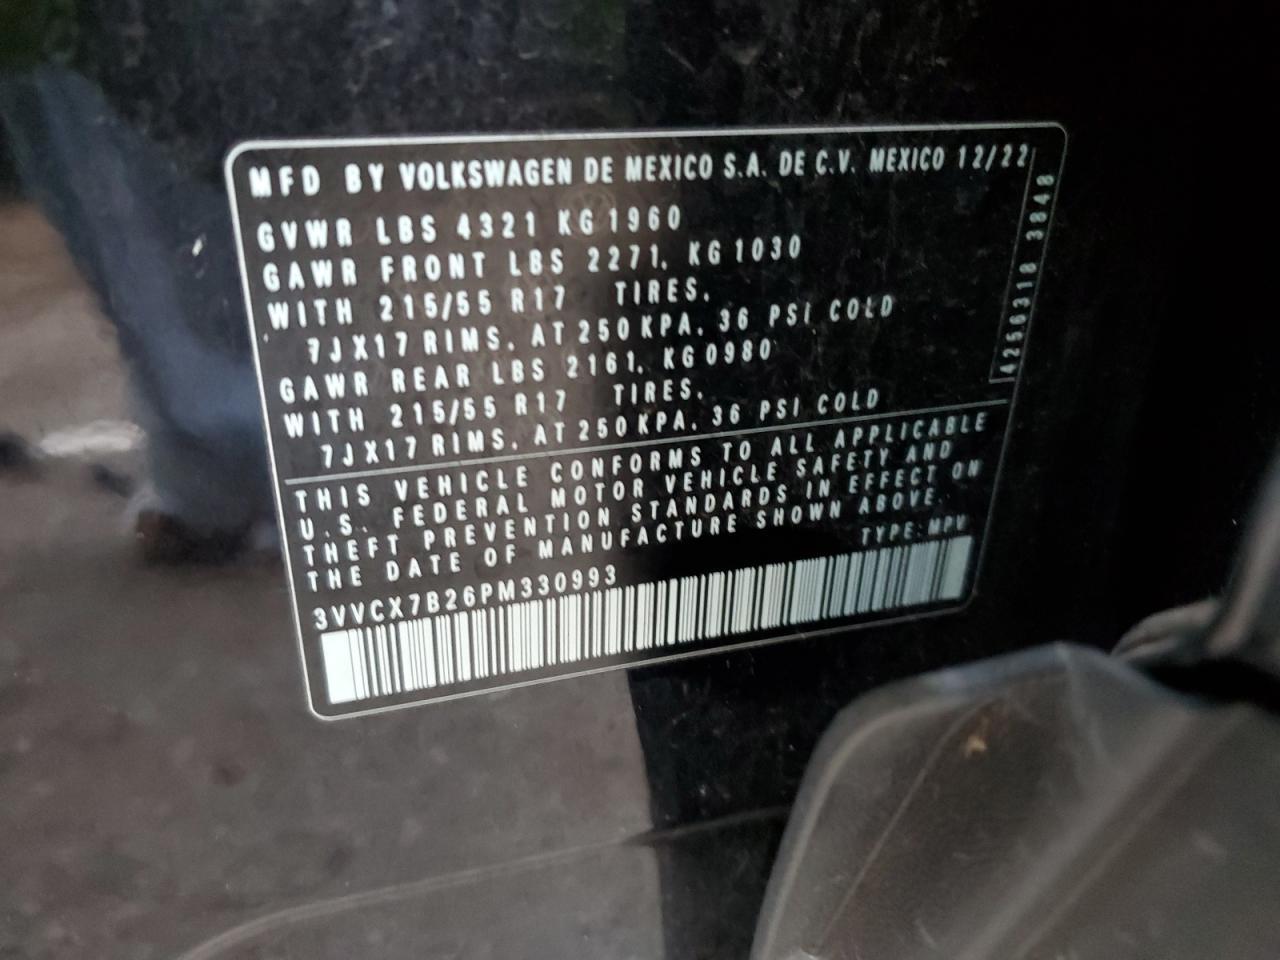 MFD BY VOLKSWAGEN DE MEXICO S.A. DE C.V. MEXICO 12/22
GVWR LBS 4321 KG 1960
GAWR FRONT LBS 2271, KG 1030
WITH 215/55 R17 TIRES,
7JX17 RIMS, AT 250 KPA, 36 PSI COLD
GAWR REAR LBS 2161, KG 0980
WITH 215/55 R17 TIRES,
7JX17 RIMS, AT 250 KPA, 36 PSI COLD
THIS VEHICLE CONFORMS TO ALL APPLICABLE
U.S. FEDERAL MOTOR VEHICLE SAFETY AND
THEFT PREVENTION STANDARDS IN EFFECT ON
THE DATE OF MANUFACTURE SHOWN ABOVE.
TYPE: MPV
3VVCX7B26PM330993
4256318 3848